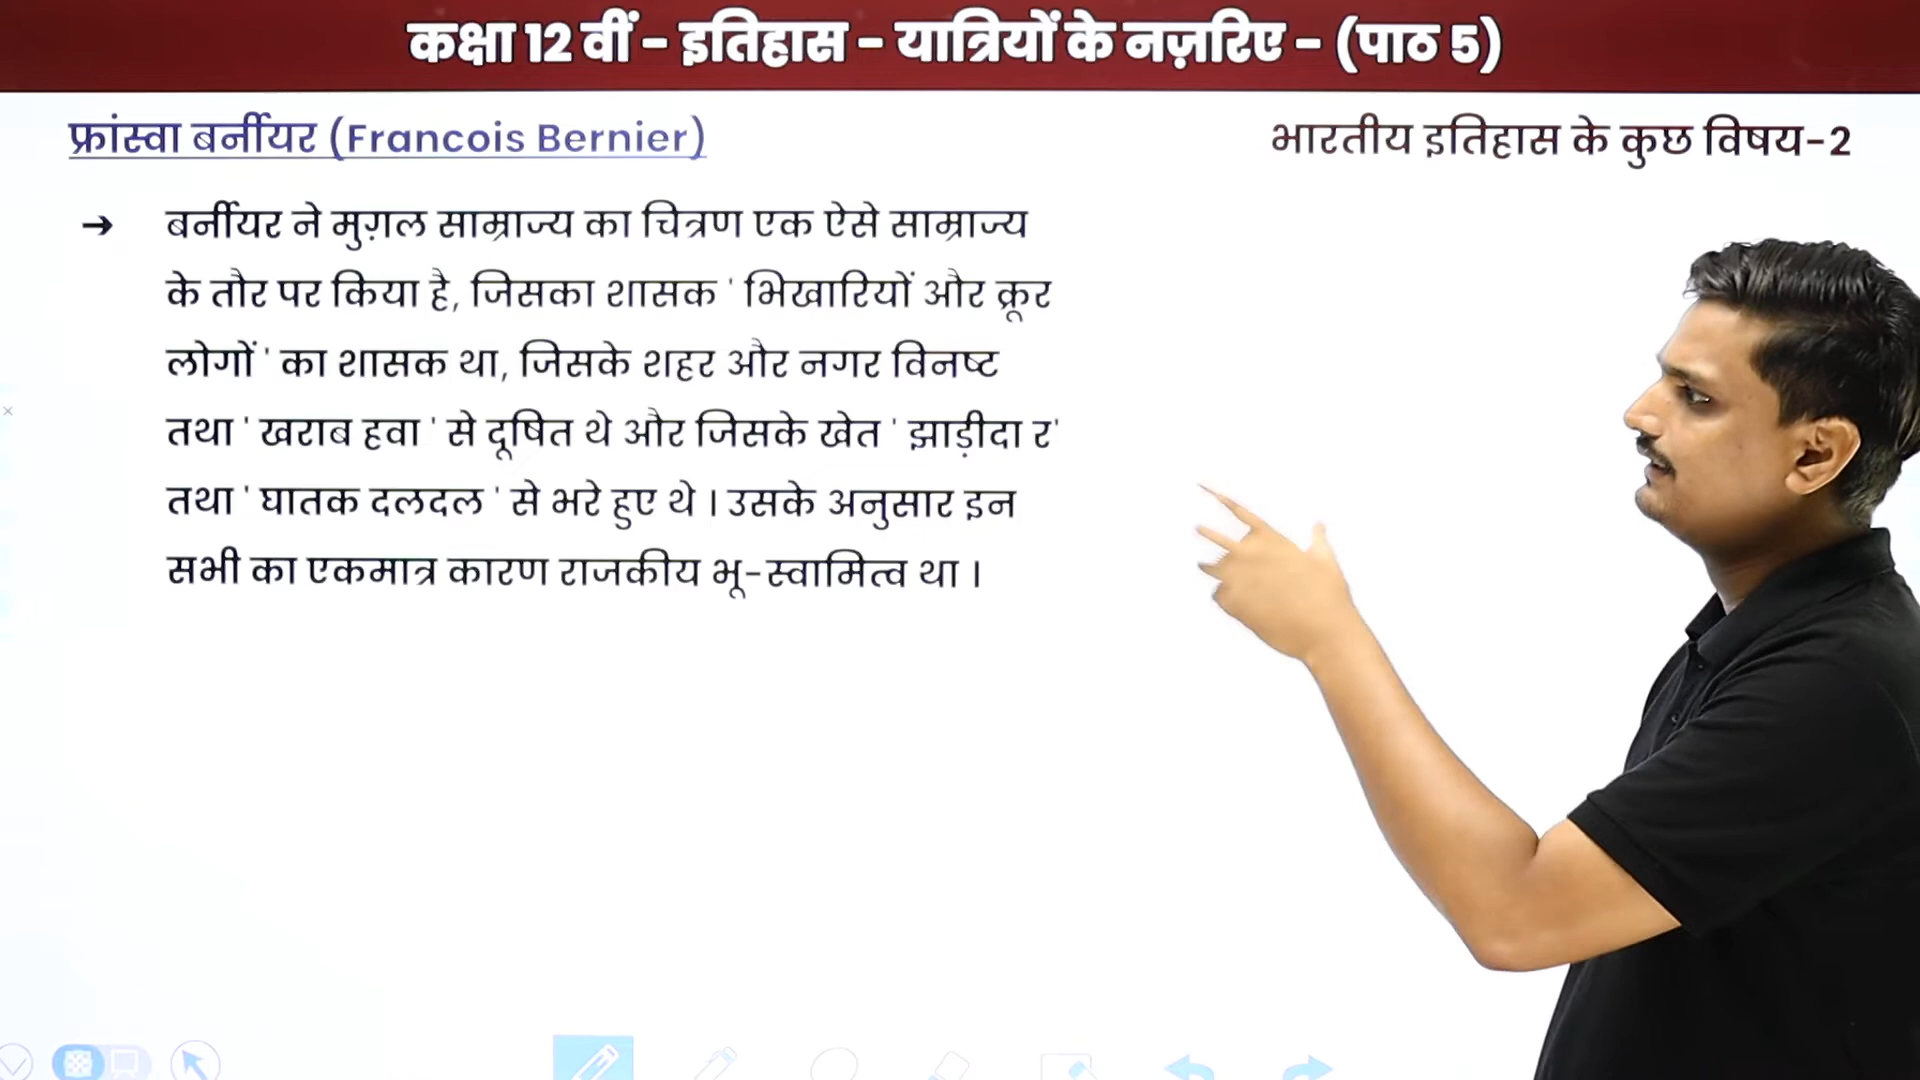 कक्षा 12 वीं - इतिहास - यात्रियों के नज़रिए - (पाठ 5)
फ्रांस्वा बर्नीयर (Francois Bernier)
भारतीय इतिहास के कुछ विषय-2
→ बर्नीयर ने मुग़ल साम्राज्य का चित्रण एक ऐसे साम्राज्य
के तौर पर किया है, जिसका शासक ' भिखारियों और क्रूर
लोगों ' का शासक था, जिसके शहर और नगर विनष्ट
तथा ' खराब हवा ' से दूषित थे और जिसके खेत ' झाड़ीदा र'
तथा ' घातक दलदल ' से भरे हुए थे । उसके अनुसार इन
सभी का एकमात्र कारण राजकीय भू-स्वामित्व था ।